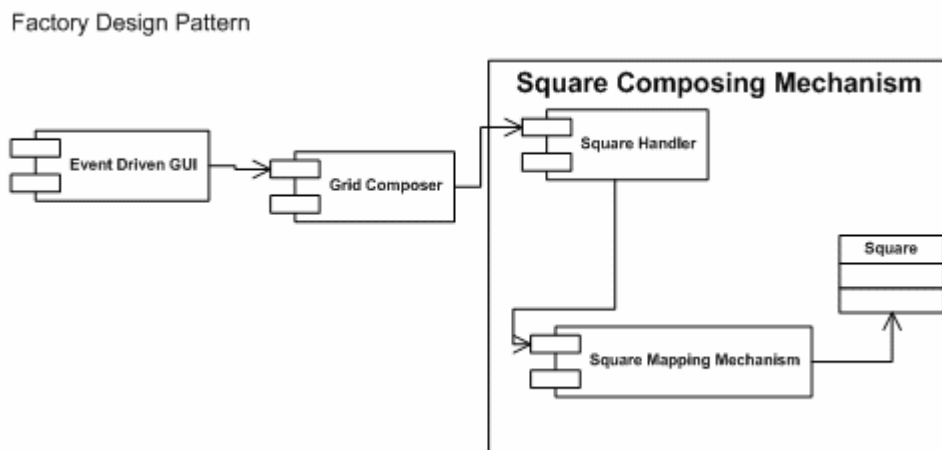 Factory Design Pattern
Square Composing Mechanism
Event Driven GUI
Grid Composer
Square Handler
Square
Square Mapping Mechanism